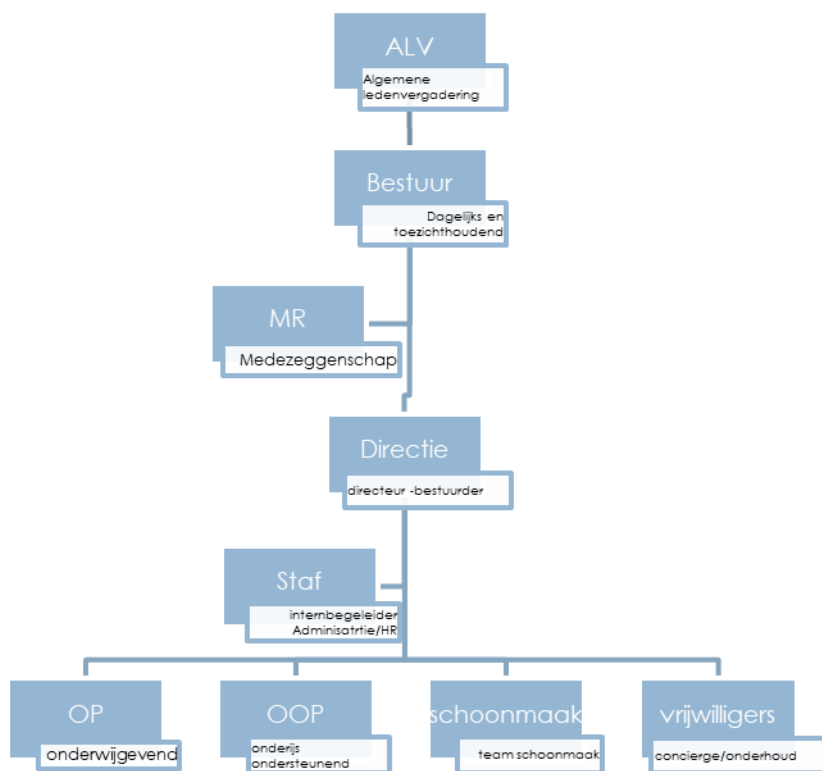 ALV
Algemene
ledenvergadering
Bestuur
Dagelijks en
toezichthoudend
MR
Medezeggenschap
Directie
directeur -bestuurder
Staf
internbegeleider
Adminisatrtie/HR
OP
onderwijgevend
OOP
onderijs
ondersteunend
schoonmaak
team schoonmaak
vrijwilligers
concierge/onderhoud